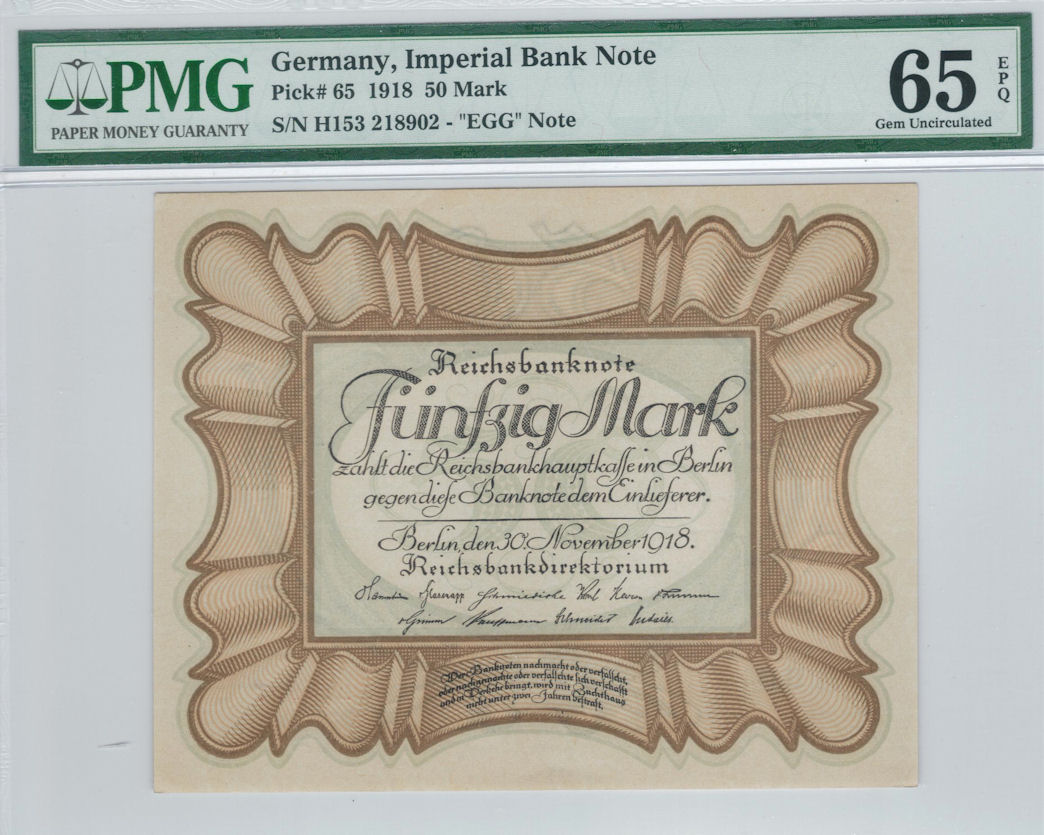 PMG
PAPER MONEY GUARANTY
Germany, Imperial Bank Note
Pick# 65 1918 50 Mark
S/N H153 218902 - "EGG" Note
65
EPQ
Gem Uncirculated
Reichsbanknote
Fünfzig Mark
zahlt die Reichsbankhauptkasse in Berlin
gegen diese Banknote dem Einlieferer.
Berlin, den 30. November 1918.
Reichsbankdirektorium
Schneider
Wer Banknoten nachmacht oder verfälscht,
oder nachgemachte oder verfälschte sich verschafft
und in Verkehr bringt, wird mit Zuchthaus
nicht unter zwei Jahren bestraft.